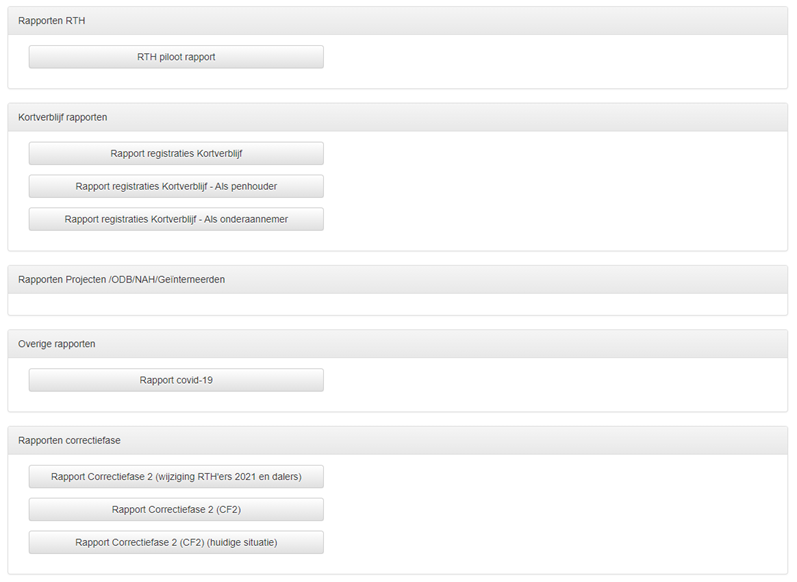 Rapporten RTH
RTH piloot rapport
Kortverblijf rapporten
Rapport registraties Kortverblijf
Rapport registraties Kortverblijf - Als penhouder
Rapport registraties Kortverblijf - Als onderaannemer
Rapporten Projecten /ODB/NAH/Geïnterneerden
Overige rapporten
Rapport covid-19
Rapporten correctiefase
Rapport Correctiefase 2 (wijziging RTH'ers 2021 en dalers)
Rapport Correctiefase 2 (CF2)
Rapport Correctiefase 2 (CF2) (huidige situatie)